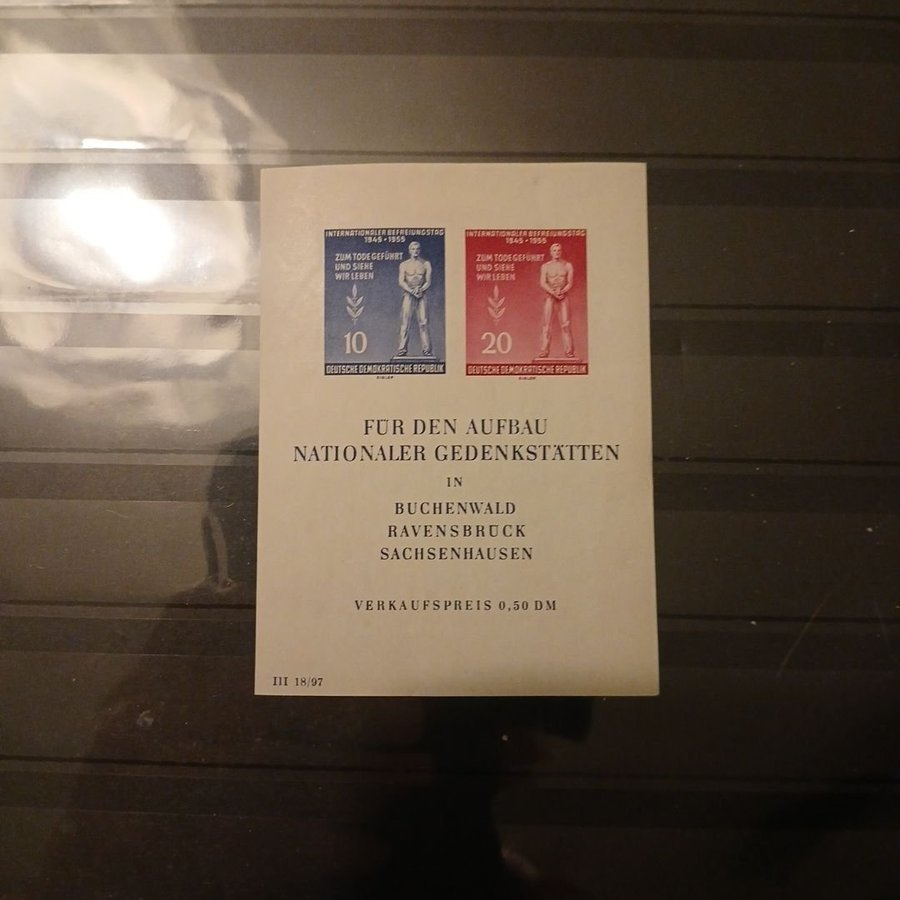 INTERNATIONALER BEFREIUNGSTAG
1945 • 1955
ZUM TODE GEFÜHRT
UND SIEHE
WIR LEBEN
10
DEUTSCHE DEMOKRATISCHE REPUBLIK
EIGLER
INTERNATIONALER BEFREIUNGSTAG
1945 • 1955
ZUM TODE GEFÜHRT
UND SIEHE
WIR LEBEN
20
DEUTSCHE DEMOKRATISCHE REPUBLIK
EIGLER
FÜR DEN AUFBAU
NATIONALER GEDENKSTÄTTEN
IN
BUCHENWALD
RAVENSBRÜCK
SACHSENHAUSEN
VERKAUFSPREIS 0,50 DM
III 18/97